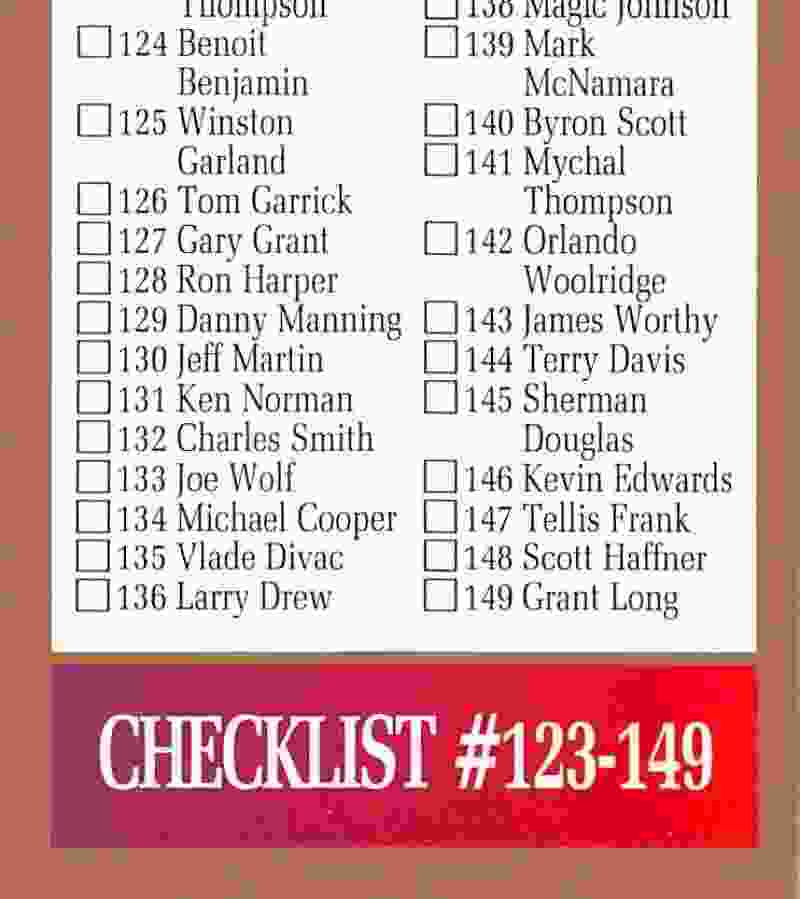 Thompson
124 Benoit
Benjamin
125 Winston
Garland
126 Tom Garrick
127 Gary Grant
128 Ron Harper
129 Danny Manning
130 Jeff Martin
131 Ken Norman
132 Charles Smith
133 Joe Wolf
134 Michael Cooper
135 Vlade Divac
136 Larry Drew
138 Magic Johnson
139 Mark
McNamara
140 Byron Scott
141 Mychal
Thompson
142 Orlando
Woolridge
143 James Worthy
144 Terry Davis
145 Sherman
Douglas
146 Kevin Edwards
147 Tellis Frank
148 Scott Haffner
149 Grant Long
CHECKLIST #123-149